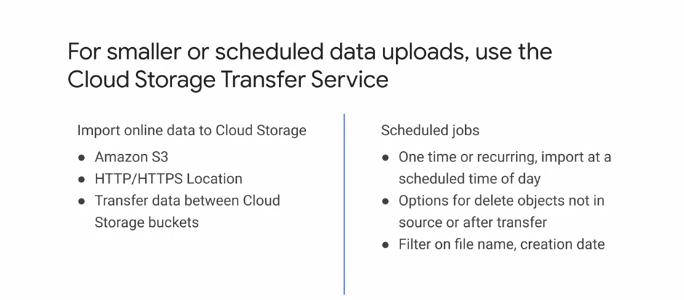 For smaller or scheduled data uploads, use the
Cloud Storage Transfer Service
Import online data to Cloud Storage
● Amazon S3
● HTTP/HTTPS Location
● Transfer data between Cloud
Storage buckets
Scheduled jobs
● One time or recurring, import at a
scheduled time of day
● Options for delete objects not in
source or after transfer
● Filter on file name, creation date